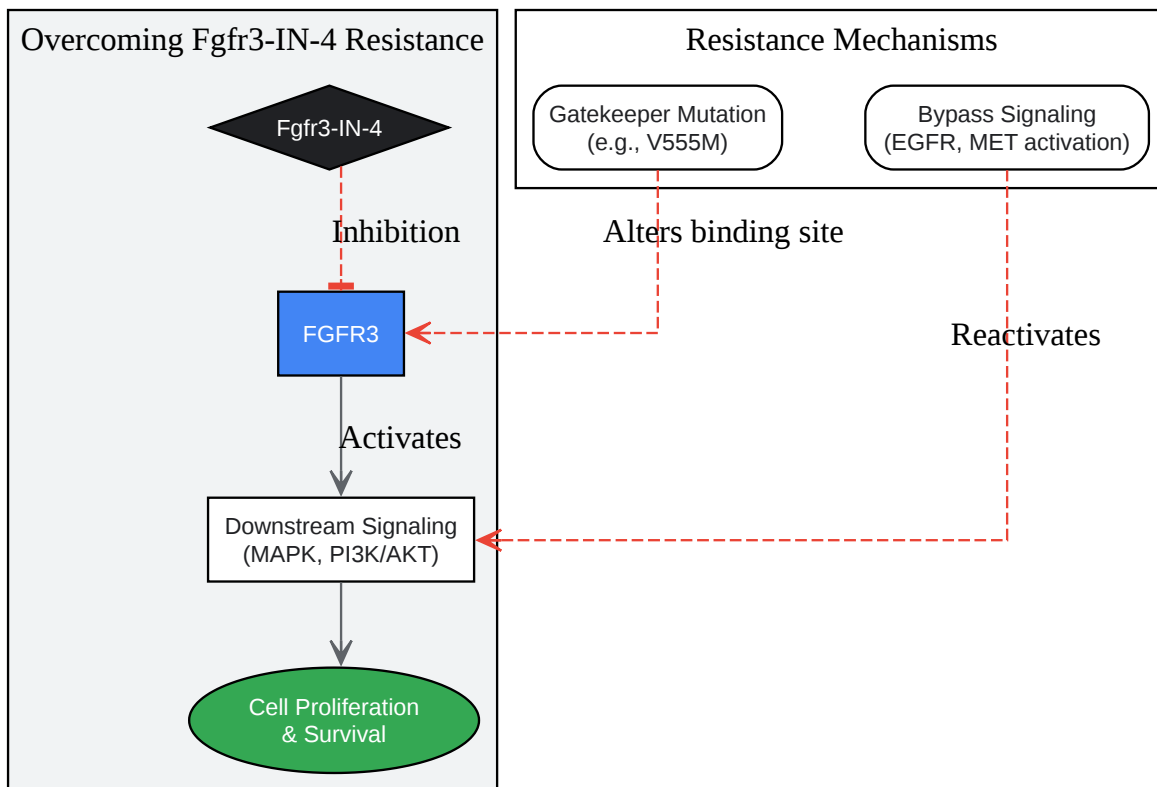 Overcoming Fgfr3-IN-4 Resistance
Fgfr3-IN-4
Inhibition
FGFR3
Activates
Downstream Signaling
(MAPK, PI3K/AKT)
Cell Proliferation
& Survival
Resistance Mechanisms
Gatekeeper Mutation
(e.g., V555M)
Bypass Signaling
(EGFR, MET activation)
Alters binding site
Reactivates